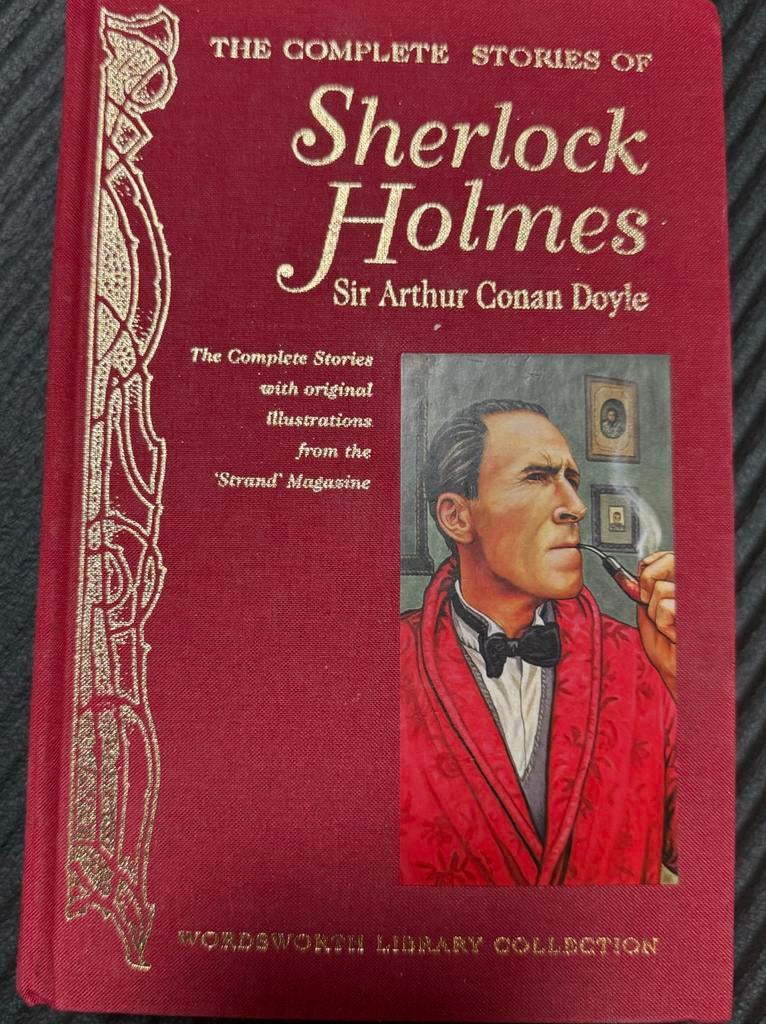 THE COMPLETE STORIES OF
Sherlock
Holmes
Sir Arthur Conan Doyle
The Complete Stories
with original
Illustrations
from the
'Strand' Magazine
WORDSWORTH LIBRARY COLLECTION